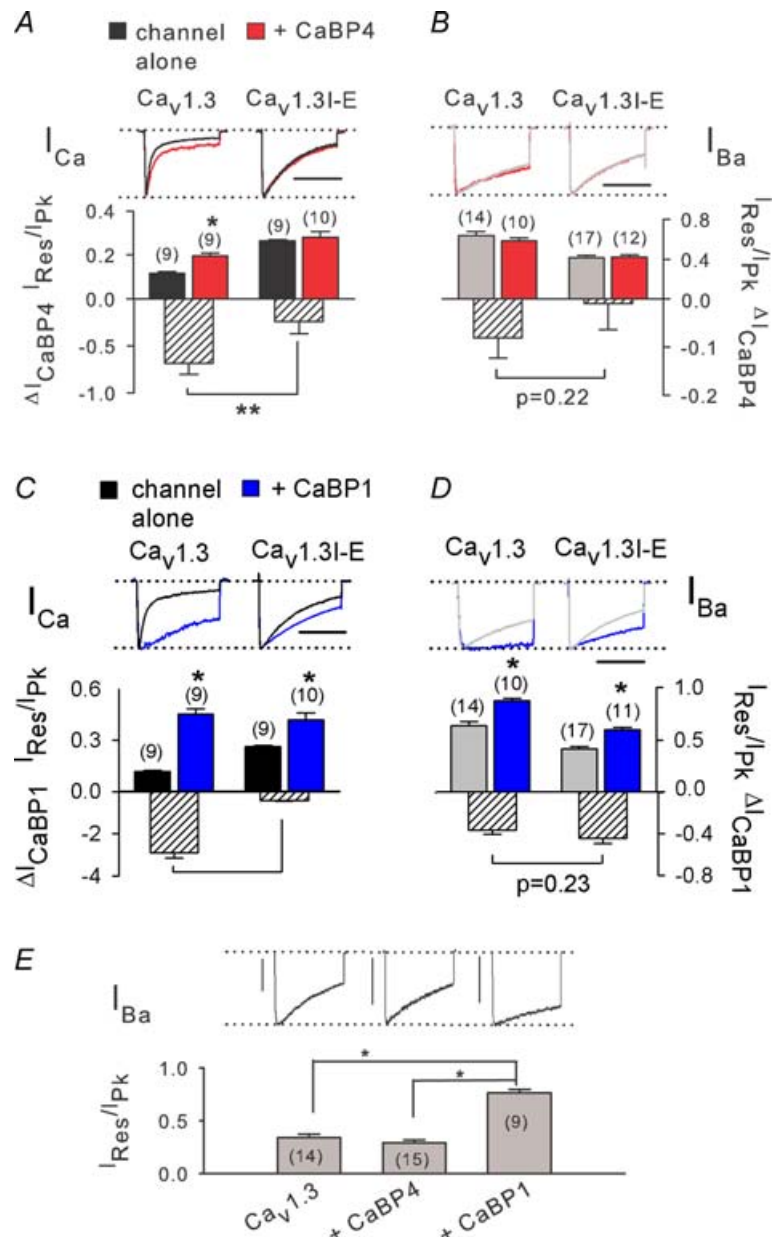 A
channel alone
+ CaBP4
B
Cav1.3
Cav1.3I-E
Cav1.3
Cav1.3I-E
ICa
IBa
0.4
0.2
0.0
-0.5
-1.0
IRes/IPk
ΔICaBP4
(9)
*
(9)
(9)
(10)
**
(14)
(10)
(17)
(12)
p=0.22
0.8
0.4
0.0
-0.1
-0.2
IRes/IPk
ΔICaBP4
C
channel alone
+ CaBP1
D
Cav1.3
Cav1.3I-E
Cav1.3
Cav1.3I-E
ICa
IBa
0.6
0.3
0.0
-2
-4
IRes/IPk
ΔICaBP1
(9)
*
(9)
(9)
*
(10)
(14)
*
(10)
(17)
*
(11)
p=0.23
1.0
0.5
0.0
-0.4
-0.8
IRes/IPk
ΔICaBP1
E
IBa
1.0
0.5
0.0
IRes/IPk
*
*
(14)
(15)
(9)
Cav1.3
+ CaBP4
+ CaBP1